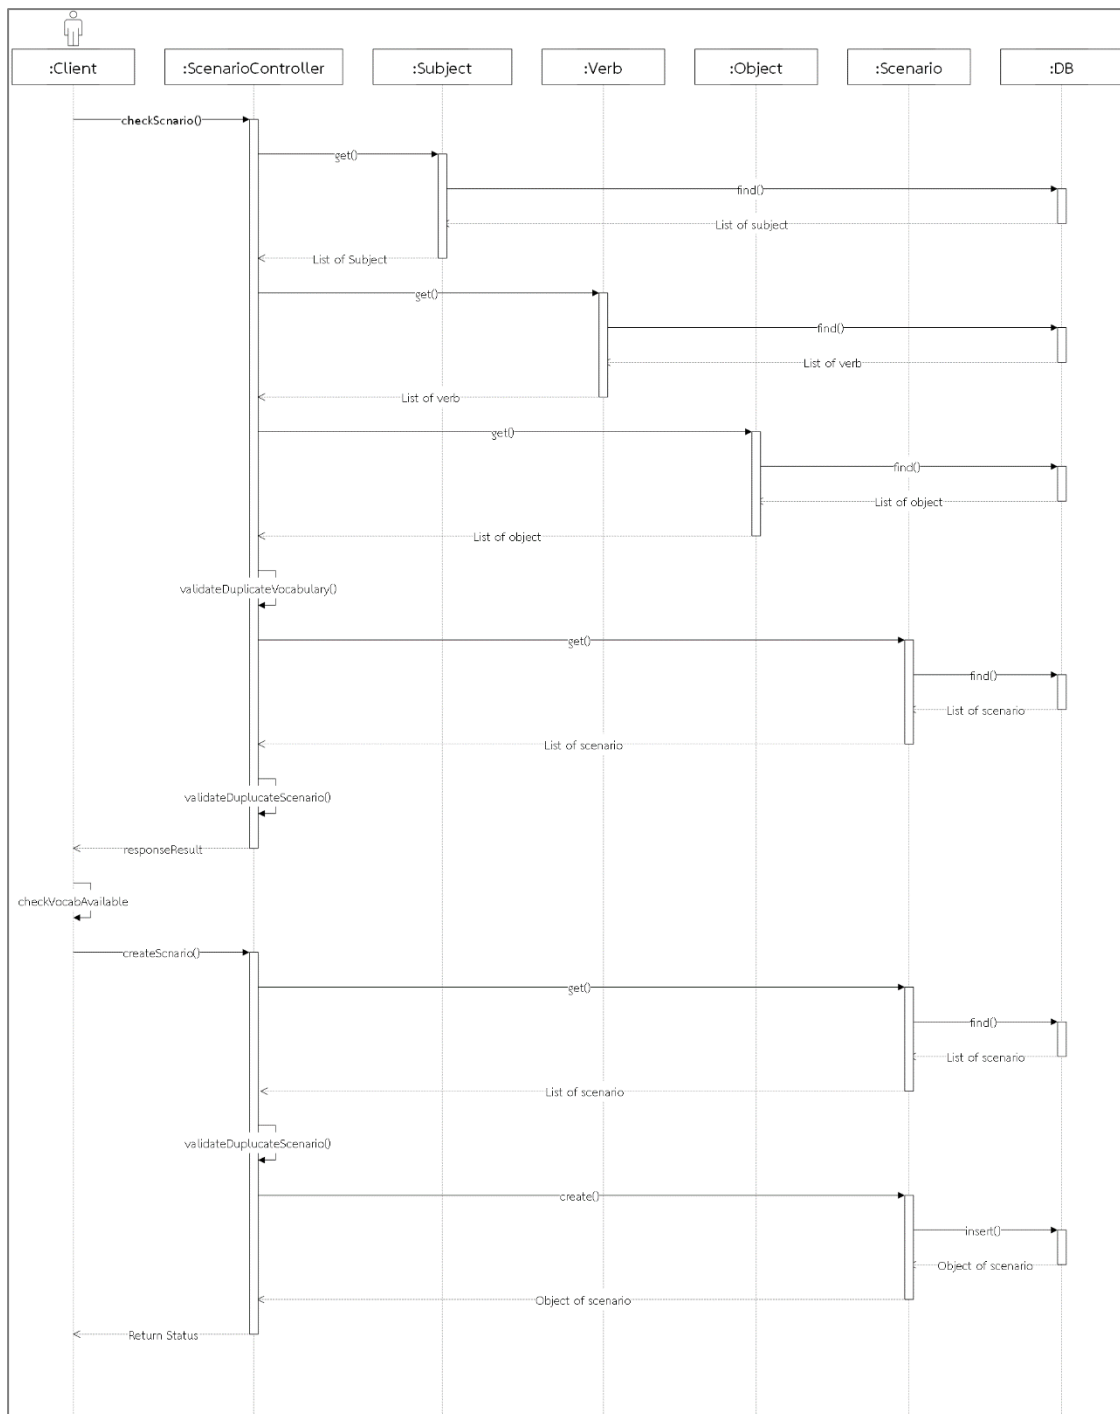 :Client
:ScenarioController
:Subject
:Verb
:Object
:Scenario
:DB
checkScnario()
get()
find()
List of subject
List of Subject
get()
find()
List of verb
List of verb
get()
find()
List of object
List of object
validateDuplicateVocabulary()
get()
find()
List of scenario
List of scenario
validateDuplucateScenario()
responseResult
checkVocabAvailable
createScnario()
get()
find()
List of scenario
List of scenario
validateDuplucateScenario()
create()
insert()
Object of scenario
Object of scenario
Return Status